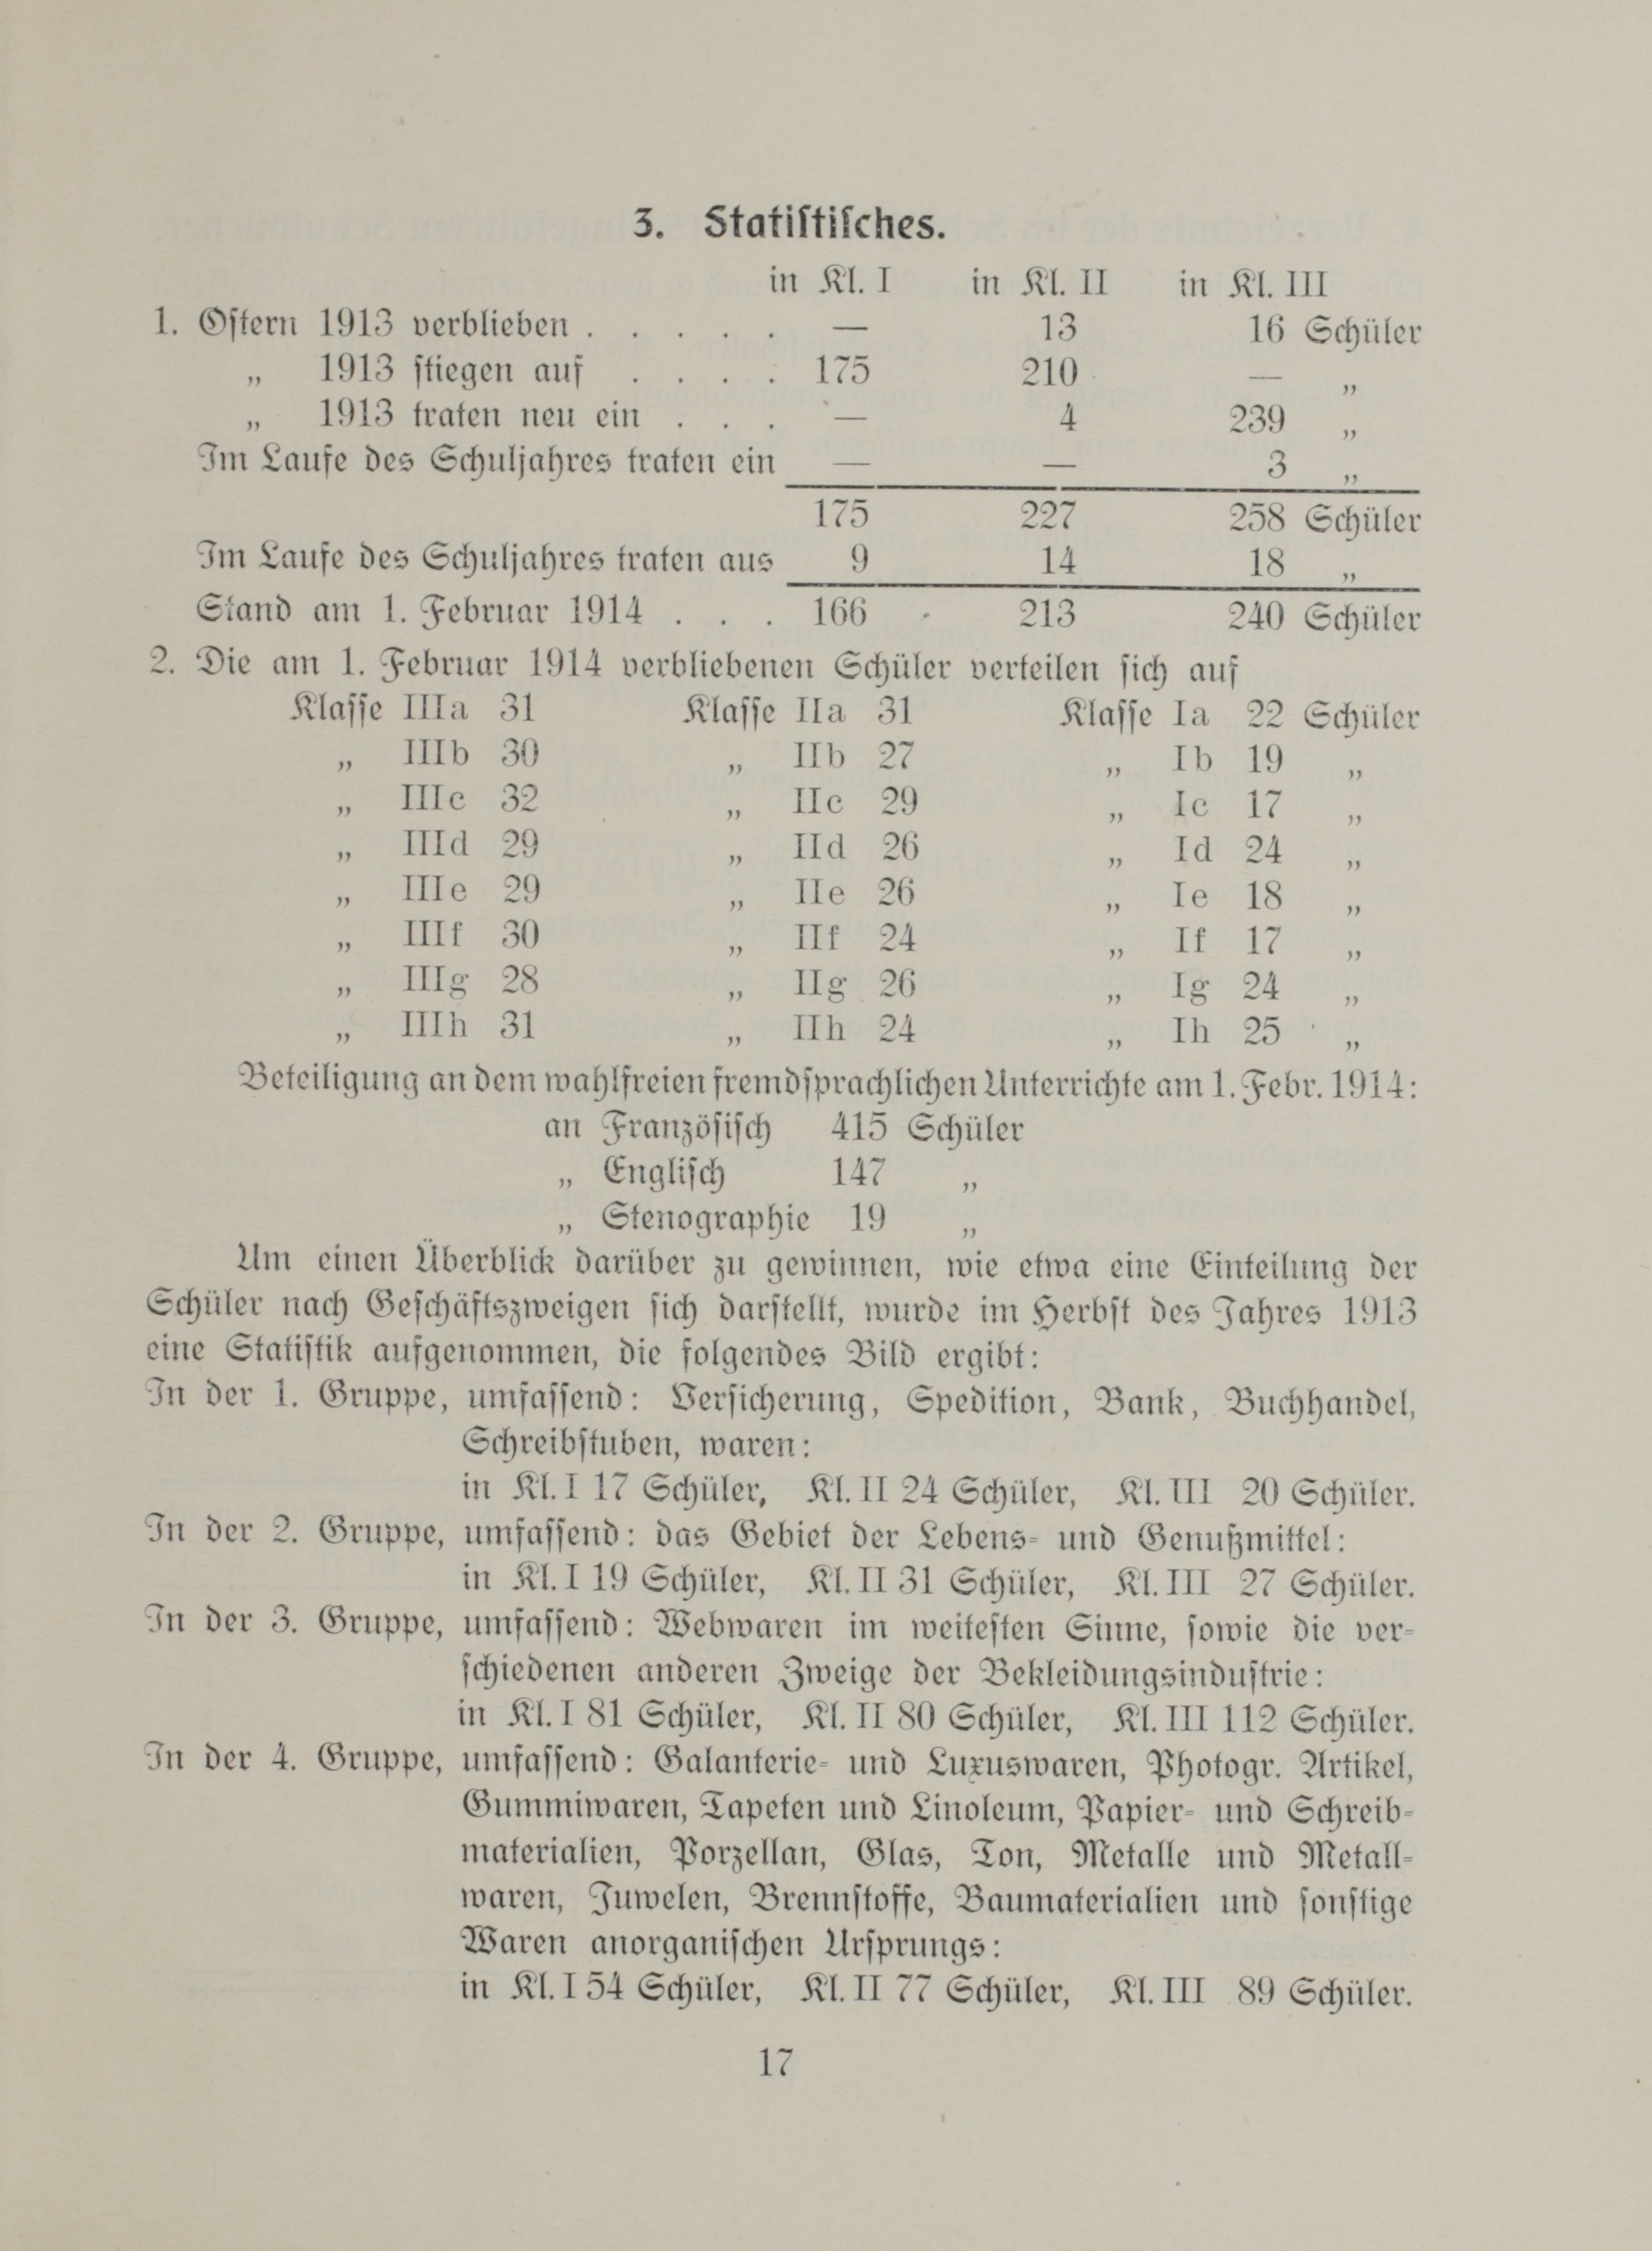 3. Statiſtiſches.
in Kl. I in Kl. II in Kl. III
1. Oſtern 1913 verblieben . . . . . — 13 16 Schüler
„ 1913 ſtiegen auf . . . . 175 210 — „
„ 1913 traten neu ein . . . — 4 239 „
Im Laufe des Schuljahres traten ein — — 3 „
175 227 258 Schüler
Im Laufe des Schuljahres traten aus 9 14 18 „
Stand am 1. Februar 1914 . . . 166 213 240 Schüler
2. Die am 1. Februar 1914 verbliebenen Schüler verteilen ſich auf
Klaſſe IIIa 31 Klaſſe IIa 31 Klaſſe Ia 22 Schüler
„ IIIb 30 „ IIb 27 „ Ib 19 „
„ IIIc 32 „ IIc 29 „ Ic 17 „
„ IIId 29 „ IId 26 „ Id 24 „
„ IIIe 29 „ IIe 26 „ Ie 18 „
„ IIIf 30 „ IIf 24 „ If 17 „
„ IIIg 28 „ IIg 26 „ Ig 24 „
„ IIIh 31 „ IIh 24 „ Ih 25 „
Beteiligung an dem wahlfreien fremdſprachlichen Unterrichte am 1. Febr. 1914:
an Franzöſiſch 415 Schüler
„ Engliſch 147 „
„ Stenographie 19 „
Um einen Überblick darüber zu gewinnen, wie etwa eine Einteilung der
Schüler nach Geſchäftszweigen ſich darſtellt, wurde im Herbſt des Jahres 1913
eine Statiſtik aufgenommen, die folgendes Bild ergibt:
In der 1. Gruppe, umfaſſend: Verſicherung, Spedition, Bank, Buchhandel,
Schreibſtuben, waren:
in Kl. I 17 Schüler, Kl. II 24 Schüler, Kl. III 20 Schüler.
In der 2. Gruppe, umfaſſend: das Gebiet der Lebens- und Genußmittel:
in Kl. I 19 Schüler, Kl. II 31 Schüler, Kl. III 27 Schüler.
In der 3. Gruppe, umfaſſend: Webwaren im weiteſten Sinne, ſowie die ver-
ſchiedenen anderen Zweige der Bekleidungsinduſtrie:
in Kl. I 81 Schüler, Kl. II 80 Schüler, Kl. III 112 Schüler.
In der 4. Gruppe, umfaſſend: Galanterie- und Luxuswaren, Photogr. Artikel,
Gummiwaren, Tapeten und Linoleum, Papier- und Schreib-
materialien, Porzellan, Glas, Ton, Metalle und Metall-
waren, Juwelen, Brennſtoffe, Baumaterialien und ſonſtige
Waren anorganiſchen Urſprungs:
in Kl. I 54 Schüler, Kl. II 77 Schüler, Kl. III 89 Schüler.
17